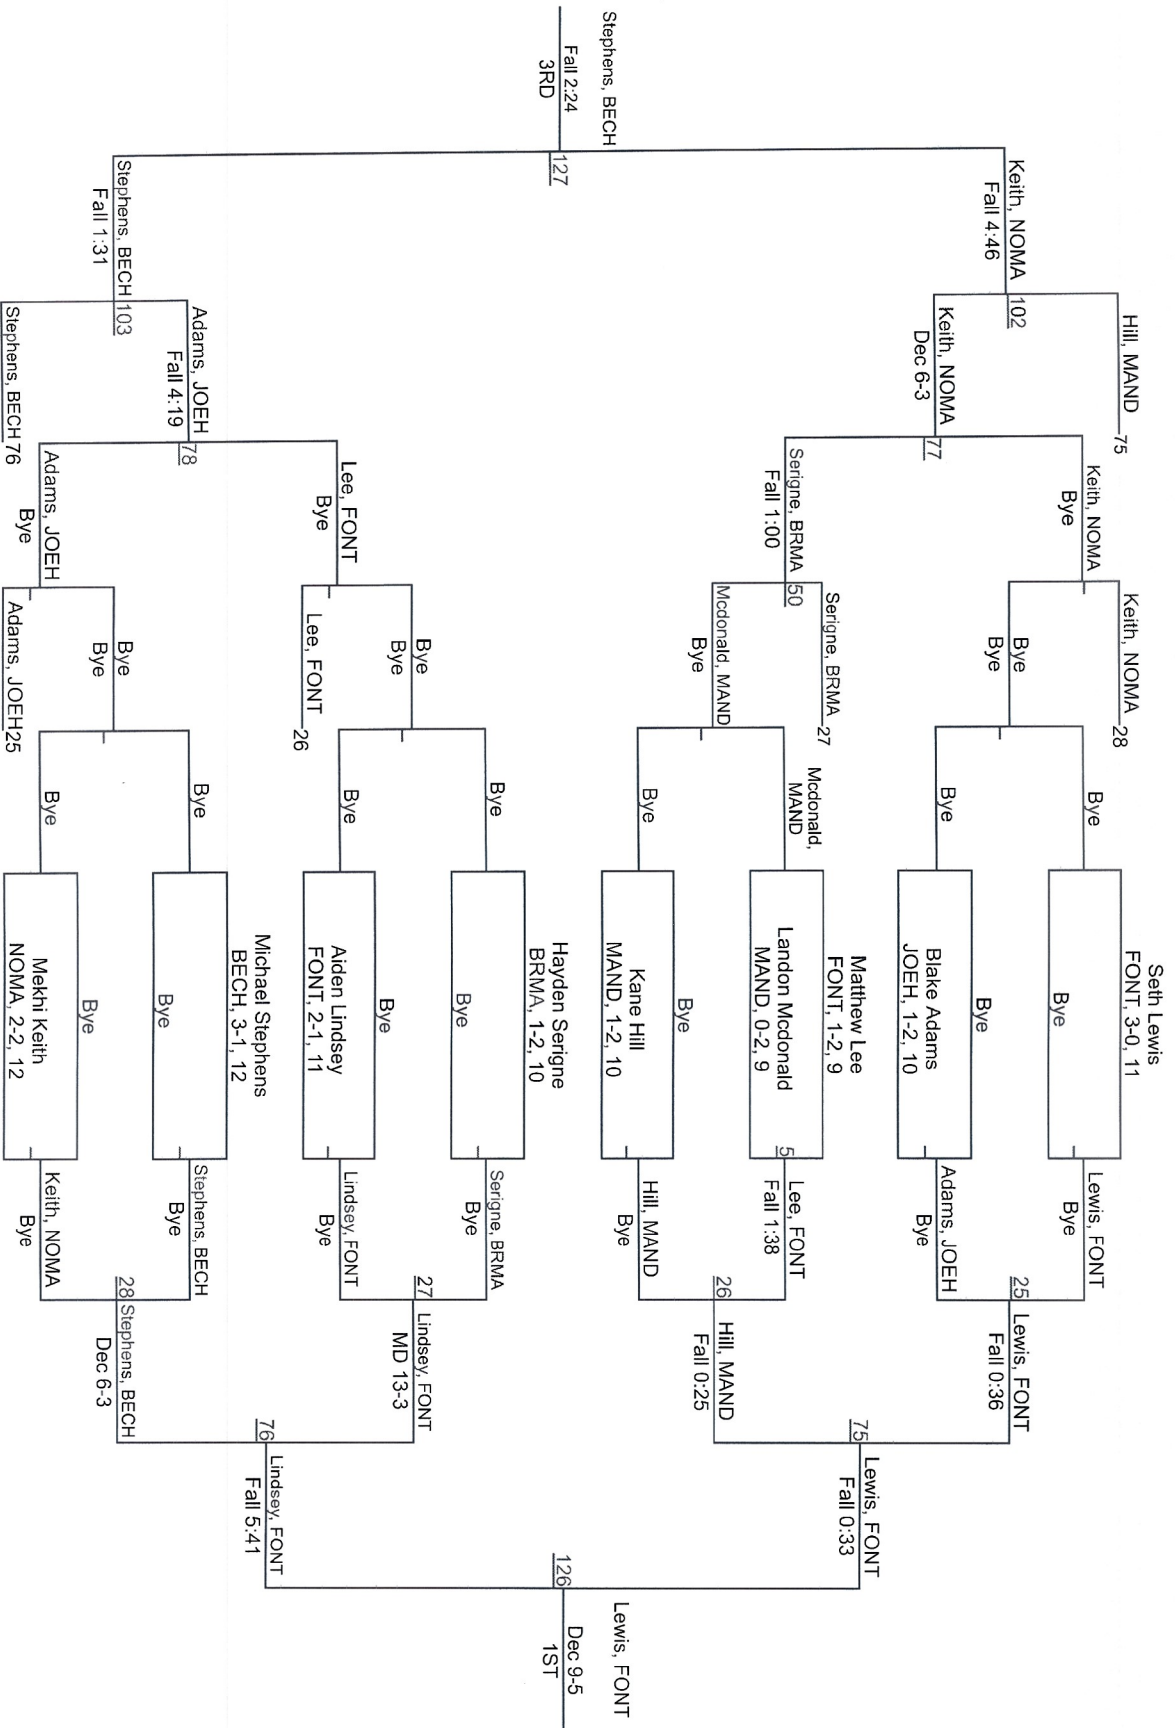 Seth Lewis
FONT, 3-0, 11
Bye
Bye
Blake Adams
JOEH, 1-2, 10
Matthew Lee
FONT, 1-2, 9
Landon Mcdonald
MAND, 0-2, 9
Bye
Kane Hill
MAND, 1-2, 10
Hayden Serigne
BRMA, 1-2, 10
Bye
Bye
Aiden Lindsey
FONT, 2-1, 11
Michael Stephens
BECH, 3-1, 12
Bye
Bye
Mekhi Keith
NOMA, 2-2, 12
Lewis, FONT
Bye
Adams, JOEH
Bye
5
Lee, FONT
Fall 1:38
Hill, MAND
Bye
Serigne, BRMA
Bye
Lindsey, FONT
Bye
Stephens, BECH
Bye
Keith, NOMA
Bye
25
Lewis, FONT
Fall 0:36
26
Hill, MAND
Fall 0:25
27
Lindsey, FONT
MD 13-3
28
Stephens, BECH
Dec 6-3
75
Lewis, FONT
Fall 0:33
76
Lindsey, FONT
Fall 5:41
126
Lewis, FONT
Dec 9-5
1ST
Bye
Bye
Mcdonald,
MAND
Bye
Bye
Bye
Bye
Bye
Keith, NOMA
28
Bye
Bye
Serigne, BRMA
27
Mcdonald, MAND
Bye
Bye
Bye
Lee, FONT
26
Bye
Bye
Adams, JOEH
25
Keith, NOMA
Bye
50
Serigne, BRMA
Fall 1:00
Lee, FONT
Bye
Adams, JOEH
Bye
Hill, MAND
75
77
Keith, NOMA
Dec 6-3
78
Adams, JOEH
Fall 4:19
Stephens, BECH
76
102
Keith, NOMA
Fall 4:46
103
Stephens, BECH
Fall 1:31
127
Stephens, BECH
Fall 2:24
3RD